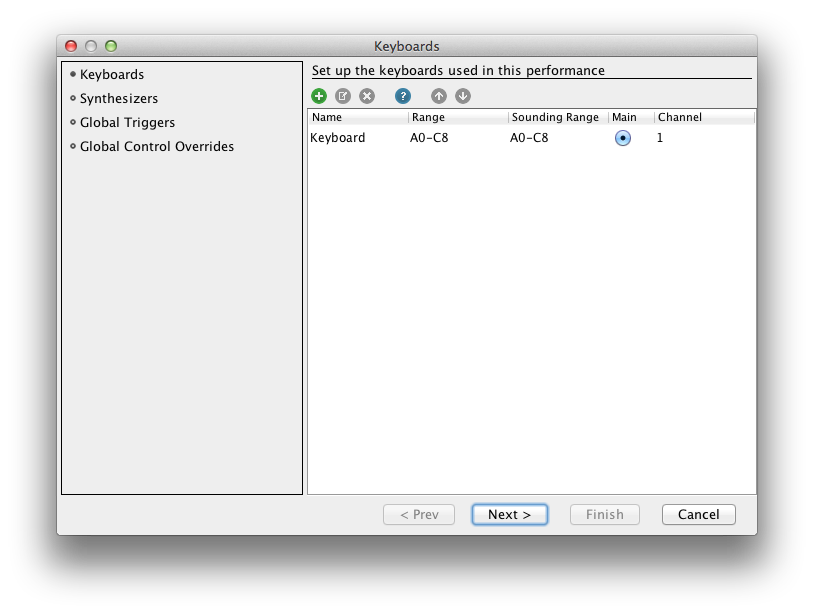 Keyboards
Keyboards
Synthesizers
Global Triggers
Global Control Overrides
Set up the keyboards used in this performance
?
Name Range Sounding Range Main Channel
Keyboard A0-C8 A0-C8 1
< Prev Next > Finish Cancel